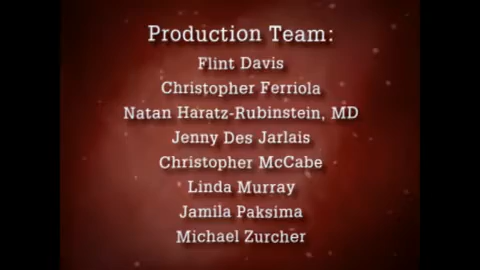 Production Team:
Flint Davis
Christopher Ferriola
Natan Haratz-Rubinstein, MD
Jenny Des Jarlais
Christopher McCabe
Linda Murray
Jamila Paksima
Michael Zurcher